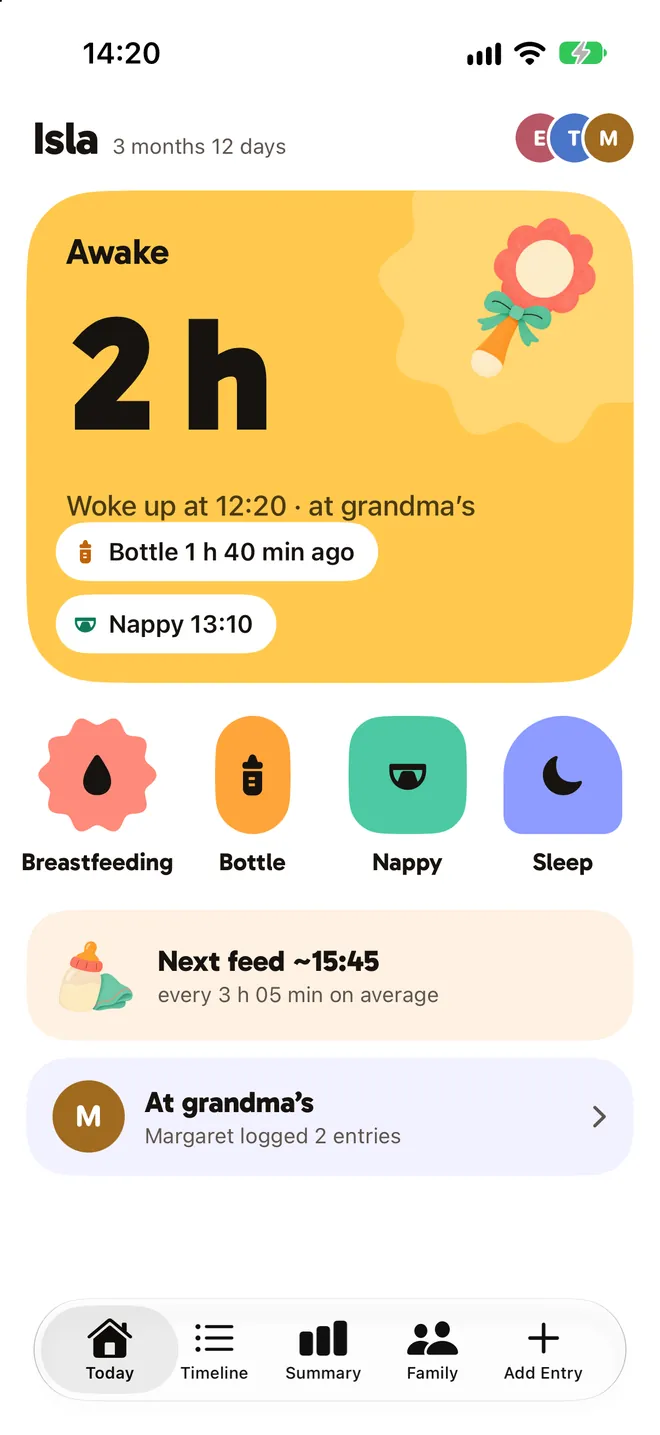 14:20
Isla 3 months 12 days
E T M
Awake
2 h
Woke up at 12:20 · at grandma’s
Bottle 1 h 40 min ago
Nappy 13:10
Breastfeeding Bottle Nappy Sleep
Next feed ~15:45
every 3 h 05 min on average
M
At grandma’s
Margaret logged 2 entries
Today Timeline Summary Family Add Entry